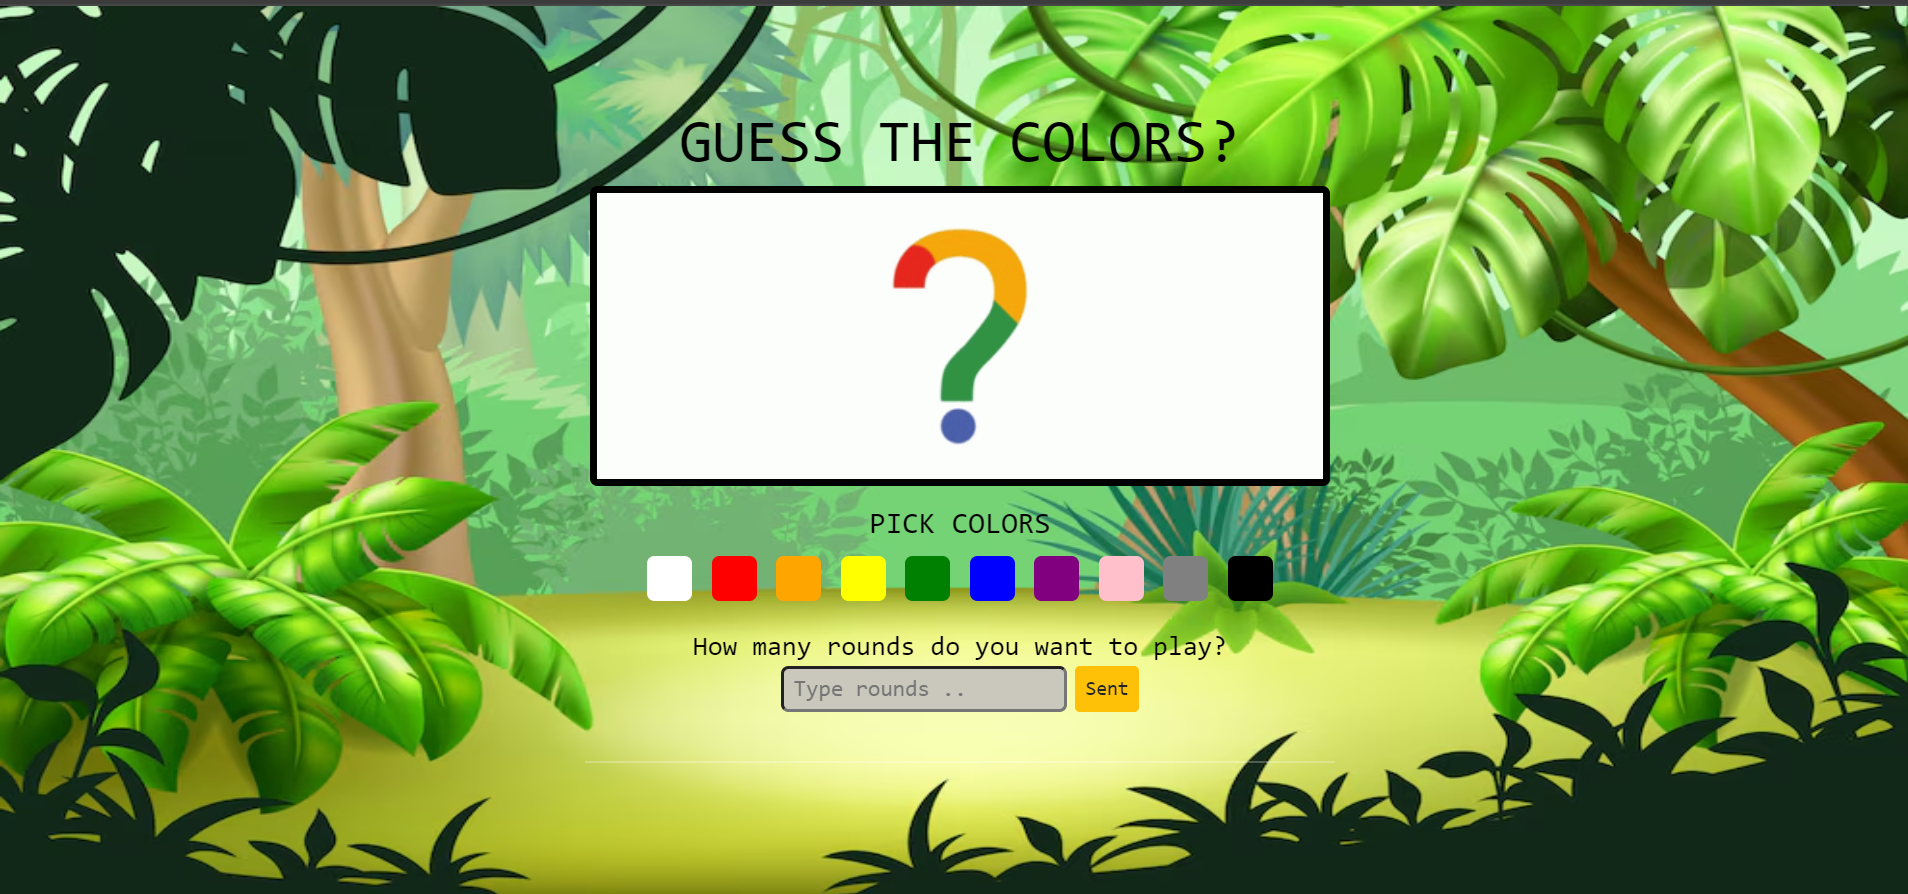 GUESS THE COLORS?
PICK COLORS
How many rounds do you want to play?
Type rounds ..
Sent